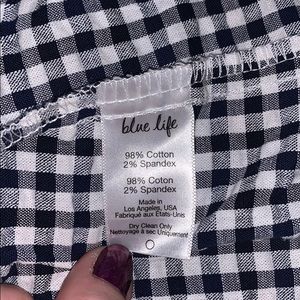 blue life
98% Cotton
2% Spandex
98% Coton
2% Spandex
Made in
Los Angeles, USA
Fabriqué aux États-Unis
Dry Clean Only
Nettoyage à sec Uniquement